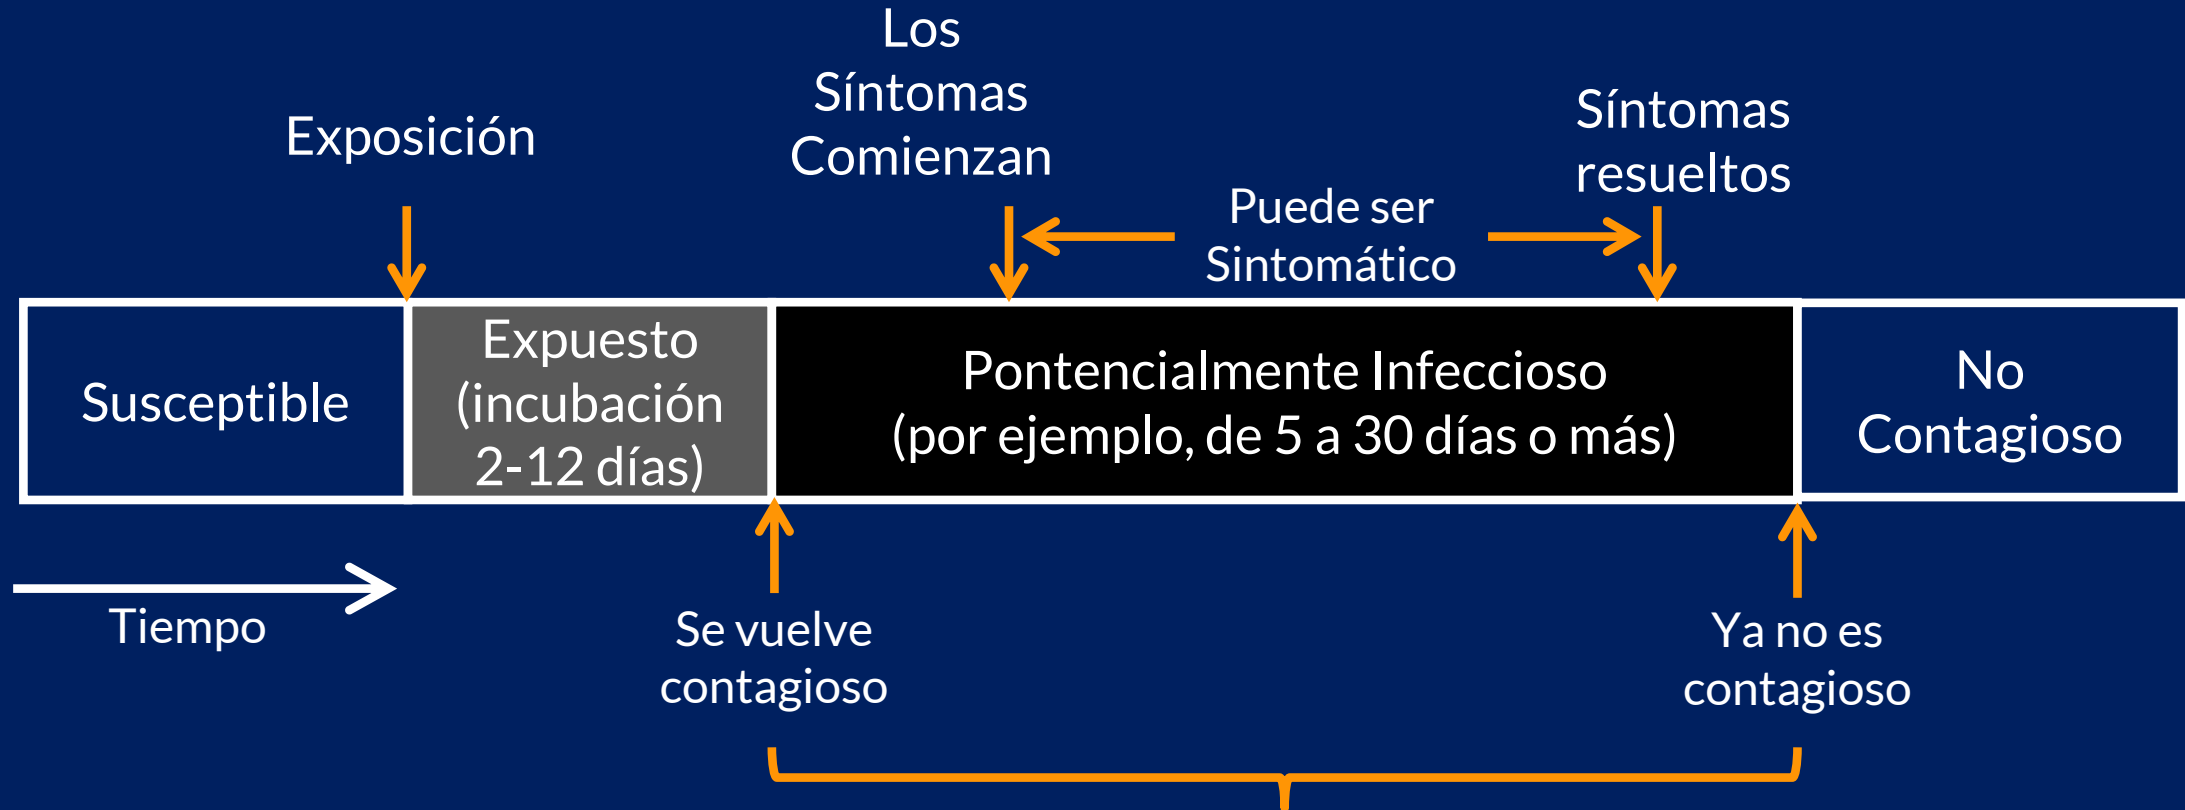 Los
Síntomas
Comienzan
Exposición
Síntomas
resueltos
Puede ser
Sintomático
Susceptible
Expuesto
(incubación
2-12 días)
Pontencialmente Infeccioso
(por ejemplo, de 5 a 30 días o más)
No
Contagioso
Tiempo
Se vuelve
contagioso
Ya no es
contagioso